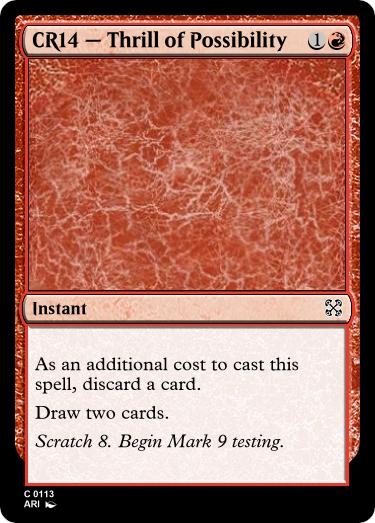 CR14 — Thrill of Possibility 1
Instant
As an additional cost to cast this
spell, discard a card.
Draw two cards.
Scratch 8. Begin Mark 9 testing.
C 0113
ARI